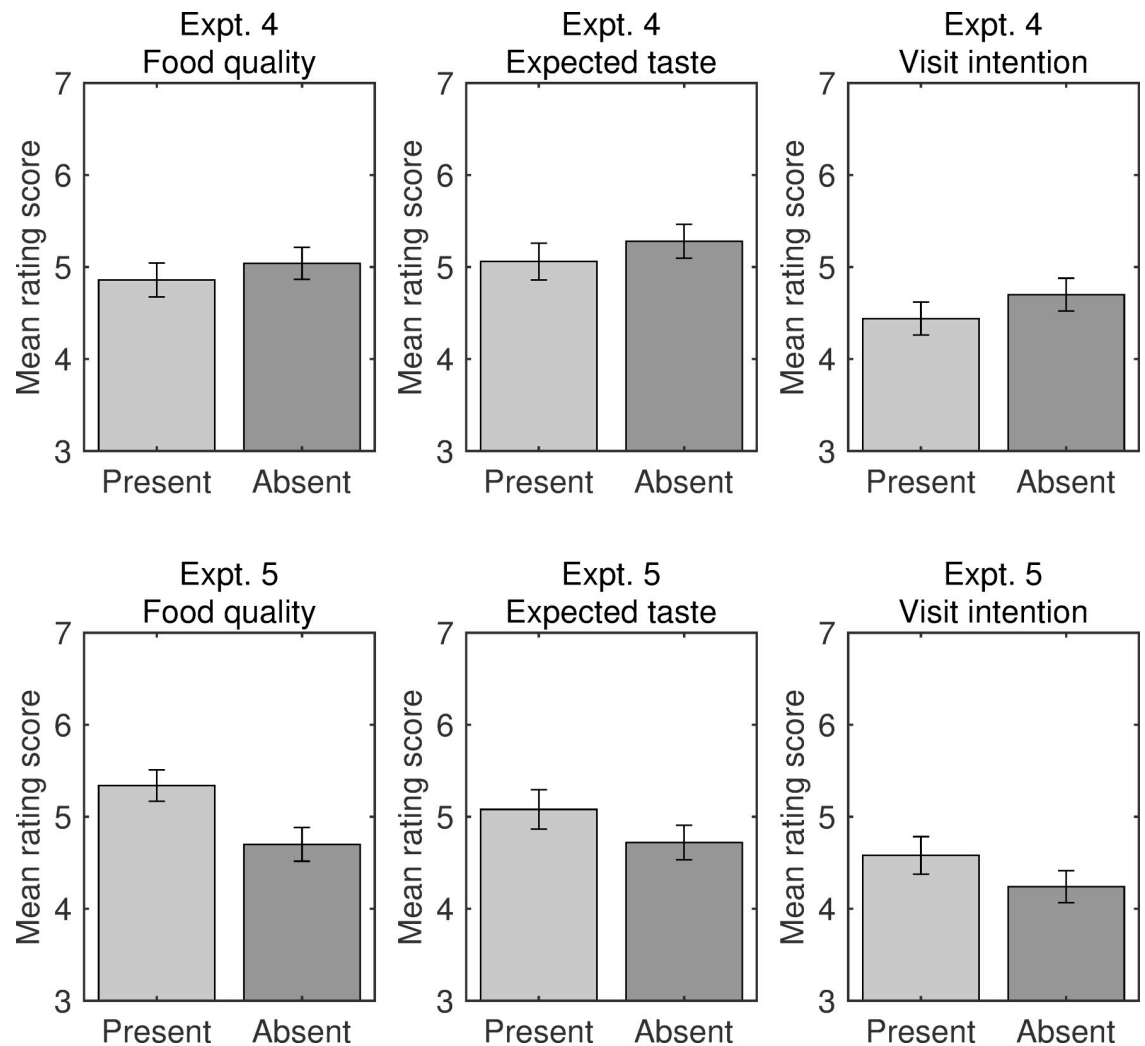 Expt. 4
Food quality
Mean rating score
7
6
5
4
3
Present Absent
Expt. 4
Expected taste
Mean rating score
7
6
5
4
3
Present Absent
Expt. 4
Visit intention
Mean rating score
7
6
5
4
3
Present Absent
Expt. 5
Food quality
Mean rating score
7
6
5
4
3
Present Absent
Expt. 5
Expected taste
Mean rating score
7
6
5
4
3
Present Absent
Expt. 5
Visit intention
Mean rating score
7
6
5
4
3
Present Absent